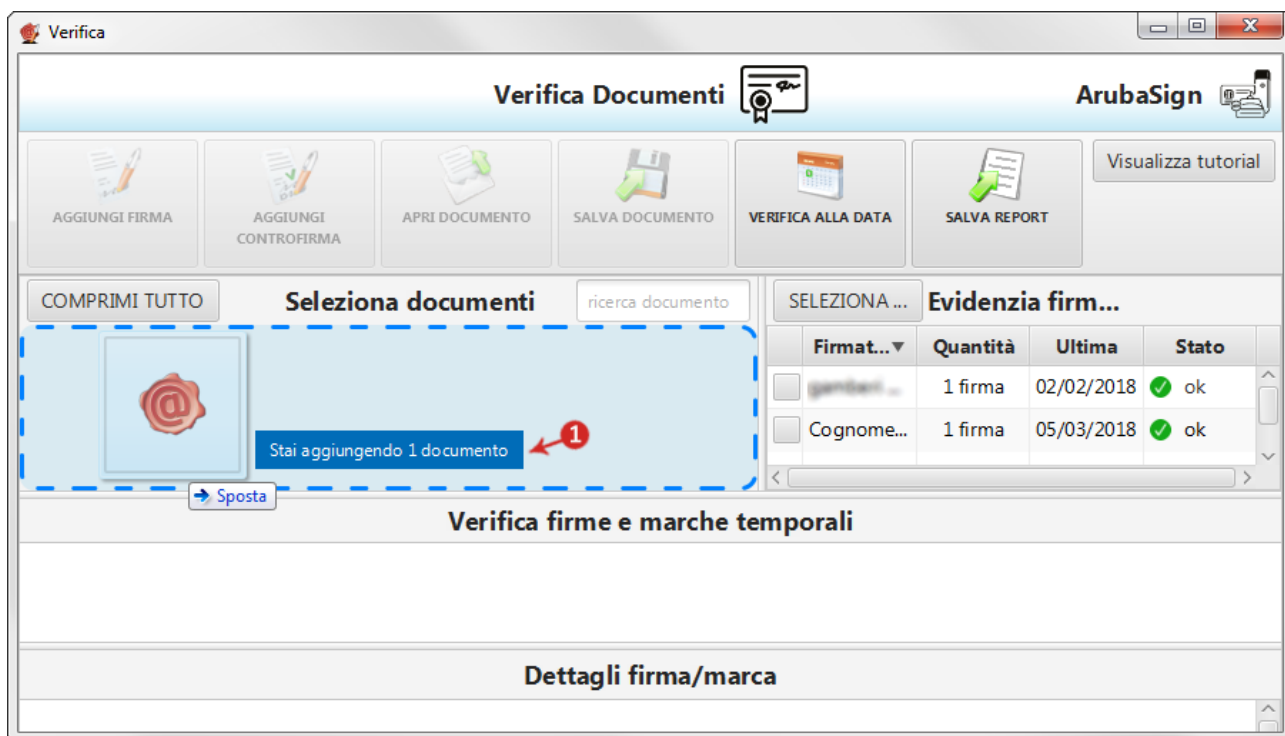 Verifica
Verifica Documenti
ArubaSign
AGGIUNGI FIRMA
AGGIUNGI
CONTROFIRMA
APRI DOCUMENTO
SALVA DOCUMENTO
VERIFICA ALLA DATA
SALVA REPORT
Visualizza tutorial
COMPRIMI TUTTO
Seleziona documenti
ricerca documento
SELEZIONA ...
Evidenzia firm...
Firmat... Quantità Ultima Stato
1 firma 02/02/2018 ok
Cognome... 1 firma 05/03/2018 ok
@
Stai aggiungendo 1 documento
1
Sposta
Verifica firme e marche temporali
Dettagli firma/marca